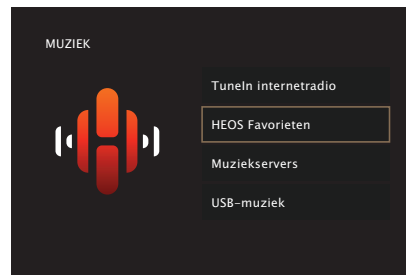 MUZIEK
TuneIn internetradio
HEOS Favorieten
Muziekservers
USB-muziek